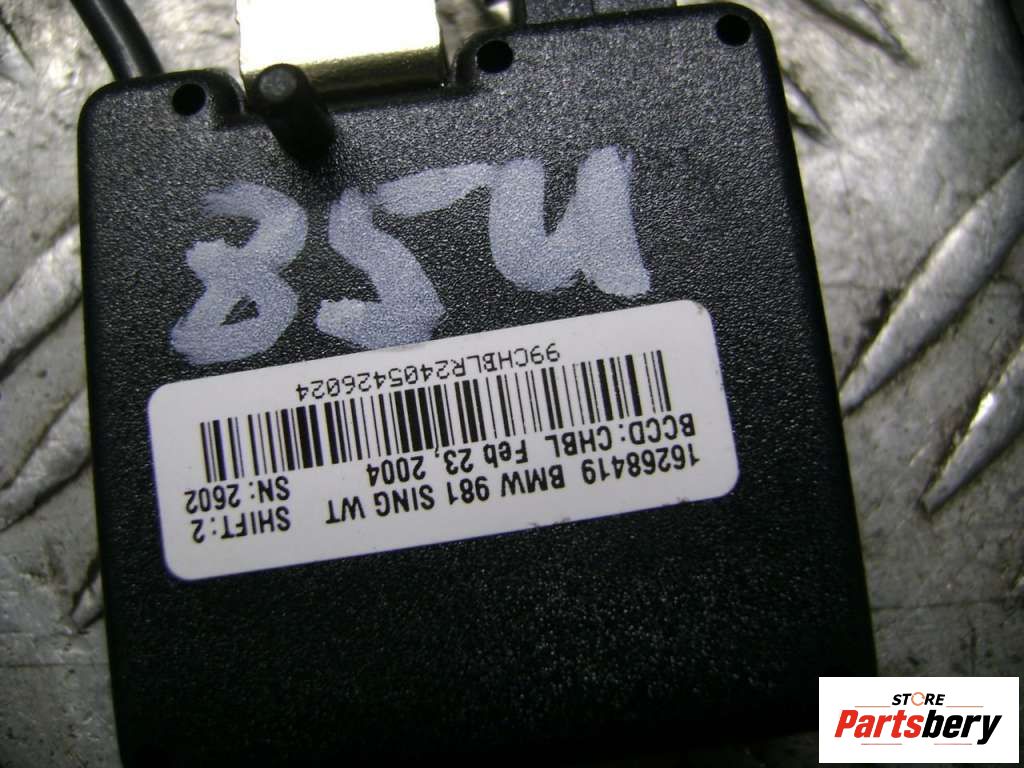 16268419 BMW 981 SING WT SHIFT:2
BCCD: CHBL Feb 23, 2004 SN: 2602
99CHBLR2405426024
STORE
Partsbery